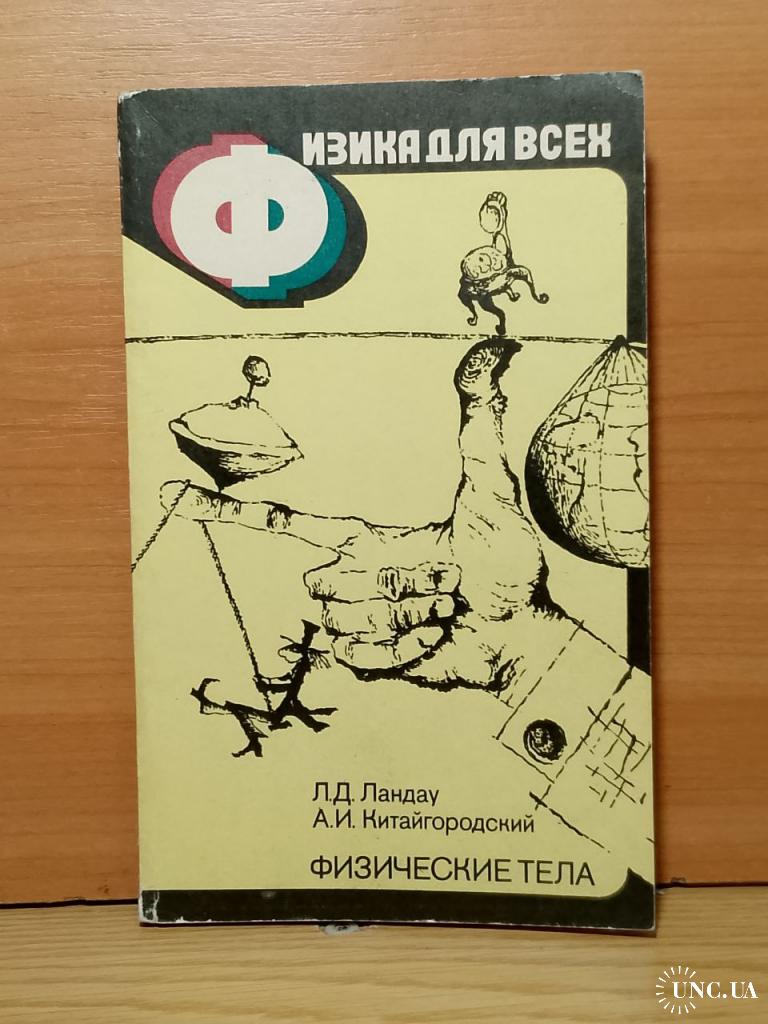 ФИЗИКА ДЛЯ ВСЕХ
Л.Д. Ландау
А.И. Китайгородский
ФИЗИЧЕСКИЕ ТЕЛА
UNC.UA